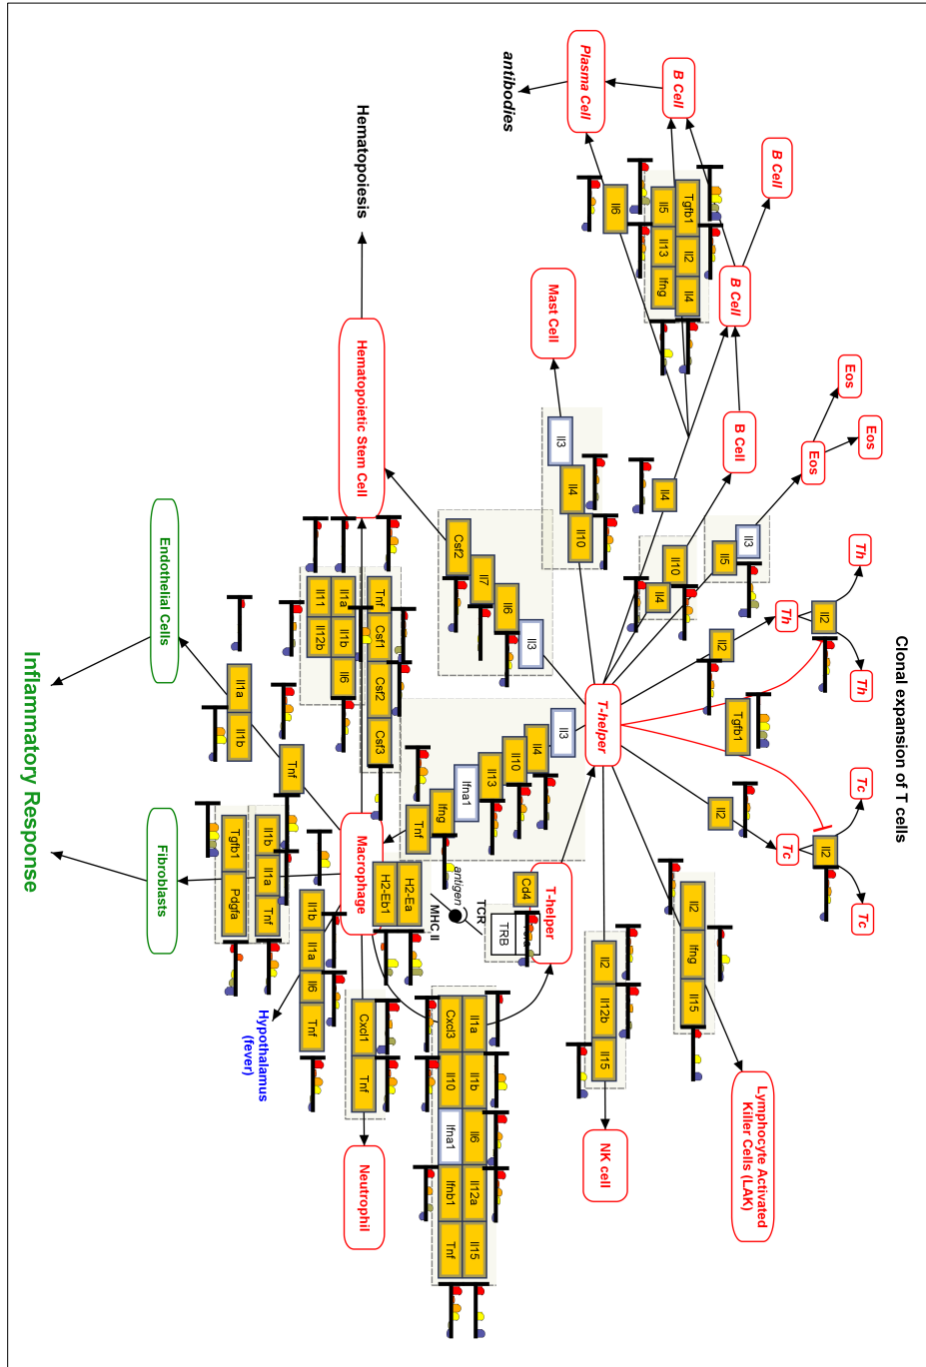 Clonal expansion of T cells
Plasma Cell
antibodies
B Cell
B Cell
B Cell
B Cell
Eos
Eos
Eos
Th
Th
Th
Tc
Tc
Tc
Il2
Il2
Il2
Il2
Tgfb1
Tgfb1
Il2
Il4
Il5
Il13
Ifng
Il6
Il4
Il10
Il4
Il3
Il5
Mast Cell
Il3
Il4
Il10
Il2
Ifng
Il15
Lymphocyte Activated
Killer Cells (LAK)
Il2
Il12b
Il15
NK cell
T-helper
Hematopoiesis
Hematopoietic Stem Cell
Csf2
Il7
Il6
Il3
Il3
Il4
Il10
Il13
Ifna1
Ifng
Tnf
T-helper
Cd4
TRB
TCR
antigen
MHC II
H2-Ea
H2-Eb1
Macrophage
Tnf
Csf1
Csf2
Csf3
Il1a
Il1b
Il6
Il11
Il12b
Il1a
Il1b
Il6
Il12a
Il15
Cxcl3
Il10
Ifna1
Ifnb1
Tnf
Cxcl1
Tnf
Neutrophil
Il1b
Il1a
Il6
Tnf
Hypothalamus
(fever)
Il1b
Il1a
Tnf
Tgfb1
Pdgfa
Tnf
Il1a
Il1b
Endothelial Cells
Fibroblasts
Inflammatory Response